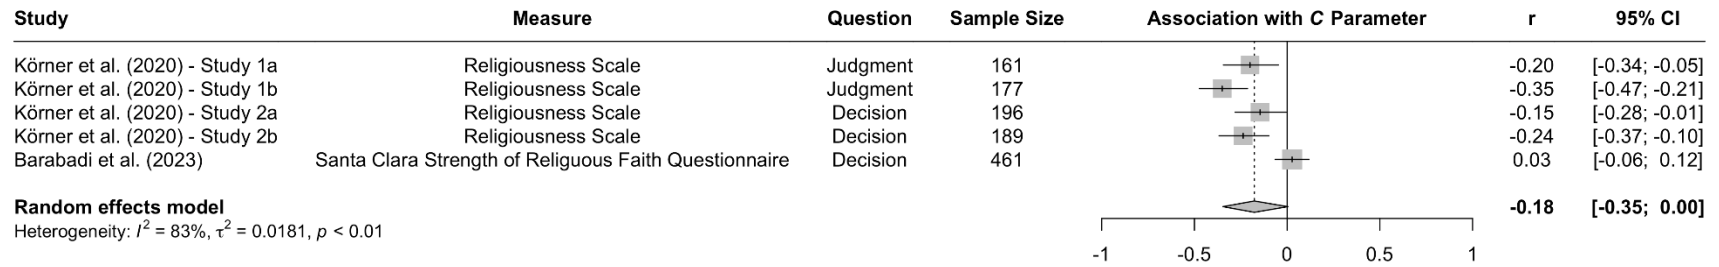 Study Measure Question Sample Size Association with C Parameter r 95% CI
Körner et al. (2020) - Study 1a Religiousness Scale Judgment 161 -0.20 [-0.34; -0.05]
Körner et al. (2020) - Study 1b Religiousness Scale Judgment 177 -0.35 [-0.47; -0.21]
Körner et al. (2020) - Study 2a Religiousness Scale Decision 196 -0.15 [-0.28; -0.01]
Körner et al. (2020) - Study 2b Religiousness Scale Decision 189 -0.24 [-0.37; -0.10]
Barabadi et al. (2023) Santa Clara Strength of Religuous Faith Questionnaire Decision 461 0.03 [-0.06; 0.12]
Random effects model -0.18 [-0.35; 0.00]
Heterogeneity: I² = 83%, τ² = 0.0181, p < 0.01
-1 -0.5 0 0.5 1